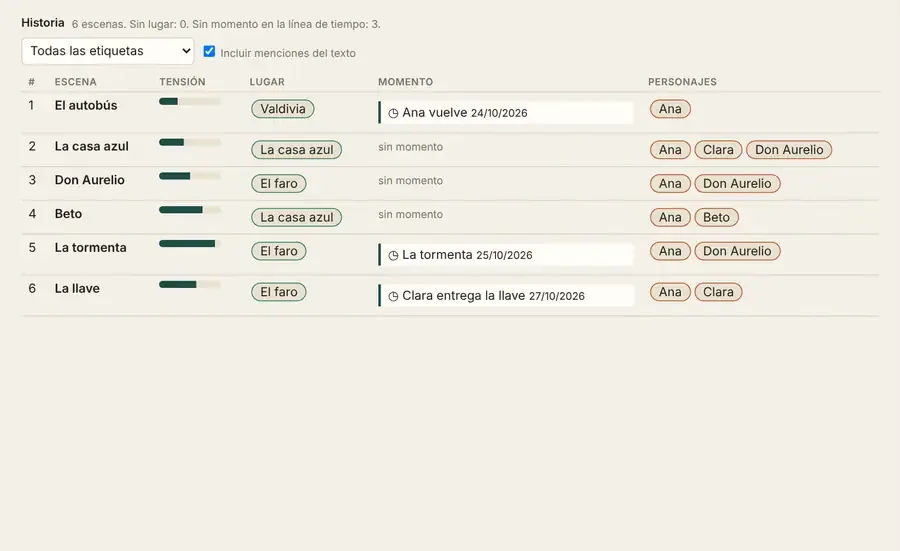 Historia 6 escenas. Sin lugar: 0. Sin momento en la línea de tiempo: 3.
Todas las etiquetas Incluir menciones del texto
# ESCENA TENSIÓN LUGAR MOMENTO PERSONAJES
1 El autobús Valdivia Ana vuelve 24/10/2026 Ana
2 La casa azul La casa azul sin momento Ana Clara Don Aurelio
3 Don Aurelio El faro sin momento Ana Don Aurelio
4 Beto La casa azul sin momento Ana Beto
5 La tormenta El faro La tormenta 25/10/2026 Ana Don Aurelio
6 La llave El faro Clara entrega la llave 27/10/2026 Ana Clara